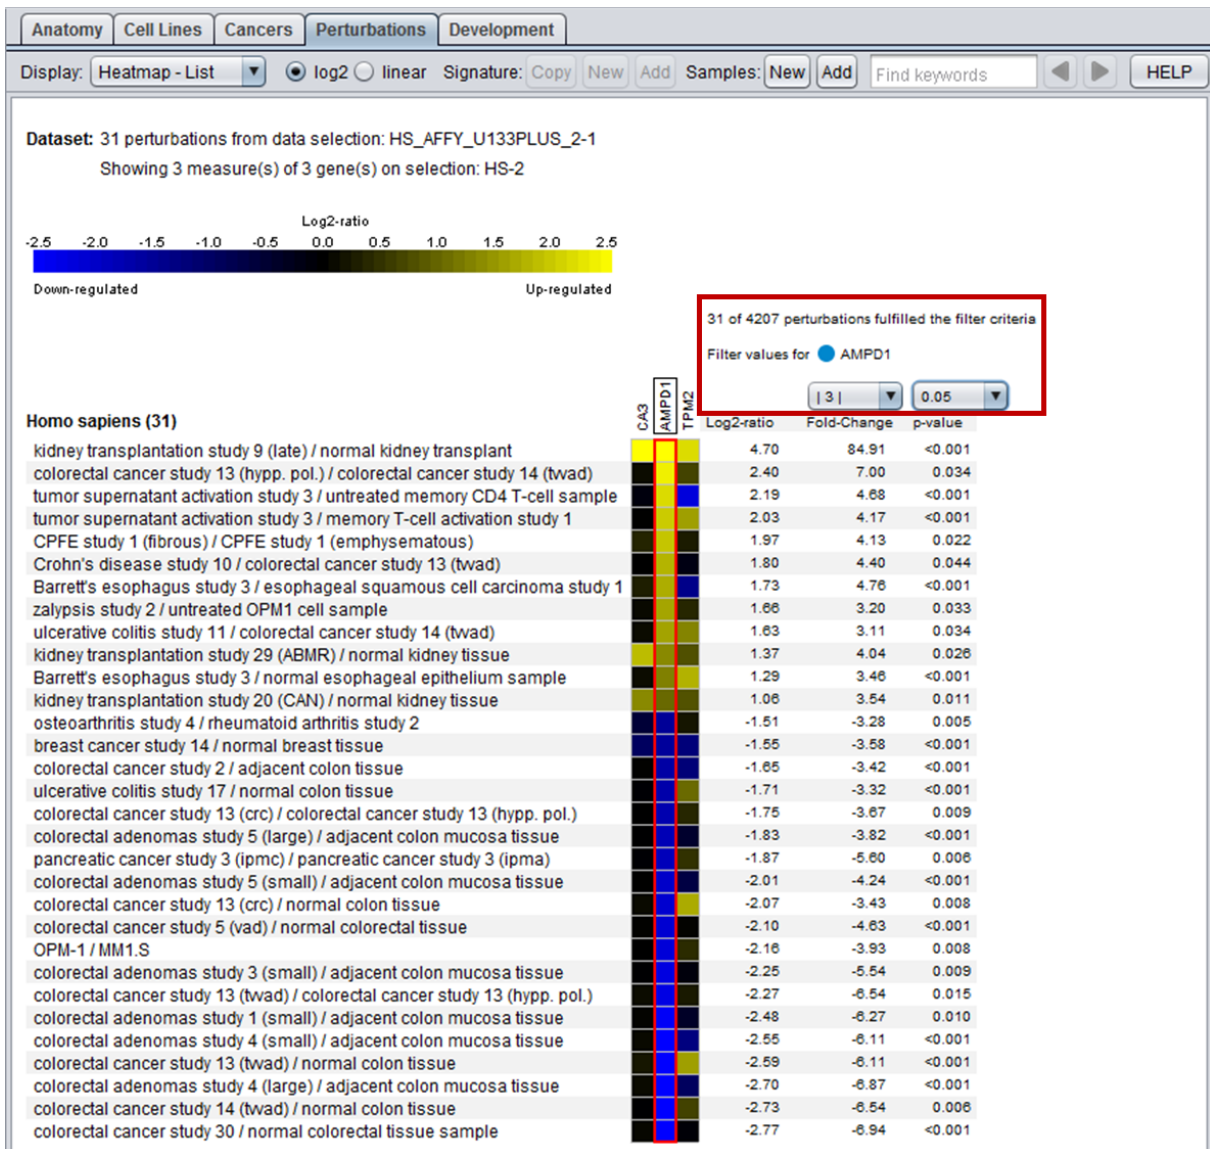 Anatomy Cell Lines Cancers Perturbations Development
Display: Heatmap - List log2 linear Signature: Copy New Add Samples: New Add Find keywords HELP
Dataset: 31 perturbations from data selection: HS_AFFY_U133PLUS_2-1
Showing 3 measure(s) of 3 gene(s) on selection: HS-2
Log2-ratio
-2.5 -2.0 -1.5 -1.0 -0.5 0.0 0.5 1.0 1.5 2.0 2.5
Down-regulated Up-regulated
31 of 4207 perturbations fulfilled the filter criteria
Filter values for AMPD1
| 3 | 0.05
Homo sapiens (31) CA3 AMPD1 TPM2 Log2-ratio Fold-Change p-value
kidney transplantation study 9 (late) / normal kidney transplant 4.70 84.91 <0.001
colorectal cancer study 13 (hypp. pol.) / colorectal cancer study 14 (twad) 2.40 7.00 0.034
tumor supernatant activation study 3 / untreated memory CD4 T-cell sample 2.19 4.68 <0.001
tumor supernatant activation study 3 / memory T-cell activation study 1 2.03 4.17 <0.001
CPFE study 1 (fibrous) / CPFE study 1 (emphysematous) 1.97 4.13 0.022
Crohn's disease study 10 / colorectal cancer study 13 (twad) 1.80 4.40 0.044
Barrett's esophagus study 3 / esophageal squamous cell carcinoma study 1 1.73 4.76 <0.001
zalypsis study 2 / untreated OPM1 cell sample 1.66 3.20 0.033
ulcerative colitis study 11 / colorectal cancer study 14 (twad) 1.63 3.11 0.034
kidney transplantation study 29 (ABMR) / normal kidney tissue 1.37 4.04 0.026
Barrett's esophagus study 3 / normal esophageal epithelium sample 1.29 3.46 <0.001
kidney transplantation study 20 (CAN) / normal kidney tissue 1.06 3.54 0.011
osteoarthritis study 4 / rheumatoid arthritis study 2 -1.51 -3.28 0.005
breast cancer study 14 / normal breast tissue -1.55 -3.58 <0.001
colorectal cancer study 2 / adjacent colon tissue -1.65 -3.42 <0.001
ulcerative colitis study 17 / normal colon tissue -1.71 -3.32 <0.001
colorectal cancer study 13 (crc) / colorectal cancer study 13 (hypp. pol.) -1.75 -3.67 0.009
colorectal adenomas study 5 (large) / adjacent colon mucosa tissue -1.83 -3.82 <0.001
pancreatic cancer study 3 (ipmc) / pancreatic cancer study 3 (ipma) -1.87 -5.60 0.006
colorectal adenomas study 5 (small) / adjacent colon mucosa tissue -2.01 -4.24 <0.001
colorectal cancer study 13 (crc) / normal colon tissue -2.07 -3.43 0.008
colorectal cancer study 5 (vad) / normal colorectal tissue -2.10 -4.63 <0.001
OPM-1 / MM1.S -2.16 -3.93 0.008
colorectal adenomas study 3 (small) / adjacent colon mucosa tissue -2.25 -5.54 0.009
colorectal cancer study 13 (twad) / colorectal cancer study 13 (hypp. pol.) -2.27 -6.54 0.015
colorectal adenomas study 1 (small) / adjacent colon mucosa tissue -2.48 -6.27 0.010
colorectal adenomas study 4 (small) / adjacent colon mucosa tissue -2.55 -6.11 <0.001
colorectal cancer study 13 (twad) / normal colon tissue -2.59 -6.11 <0.001
colorectal adenomas study 4 (large) / adjacent colon mucosa tissue -2.70 -6.87 <0.001
colorectal cancer study 14 (twad) / normal colon tissue -2.73 -6.54 0.006
colorectal cancer study 30 / normal colorectal tissue sample -2.77 -6.94 <0.001